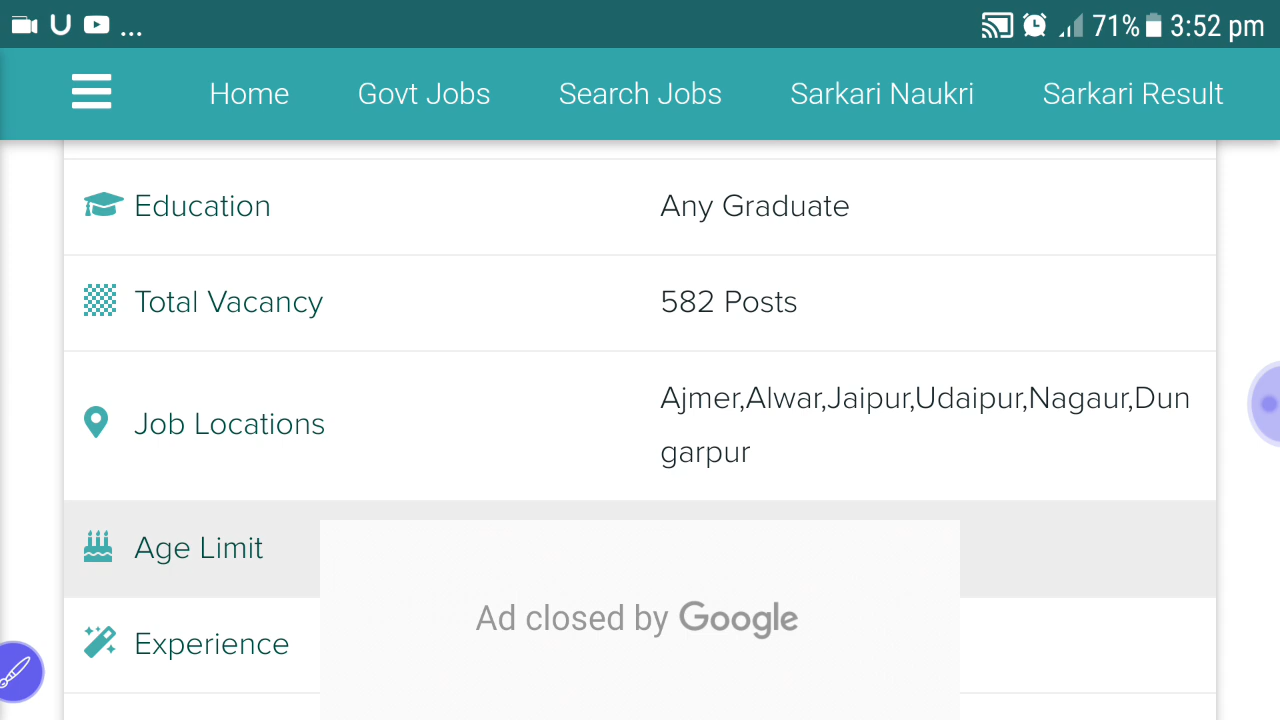 ... 71% 3:52 pm
Home Govt Jobs Search Jobs Sarkari Naukri Sarkari Result
Education Any Graduate
Total Vacancy 582 Posts
Job Locations Ajmer,Alwar,Jaipur,Udaipur,Nagaur,Dun
garpur
Age Limit
Ad closed by Google
Experience